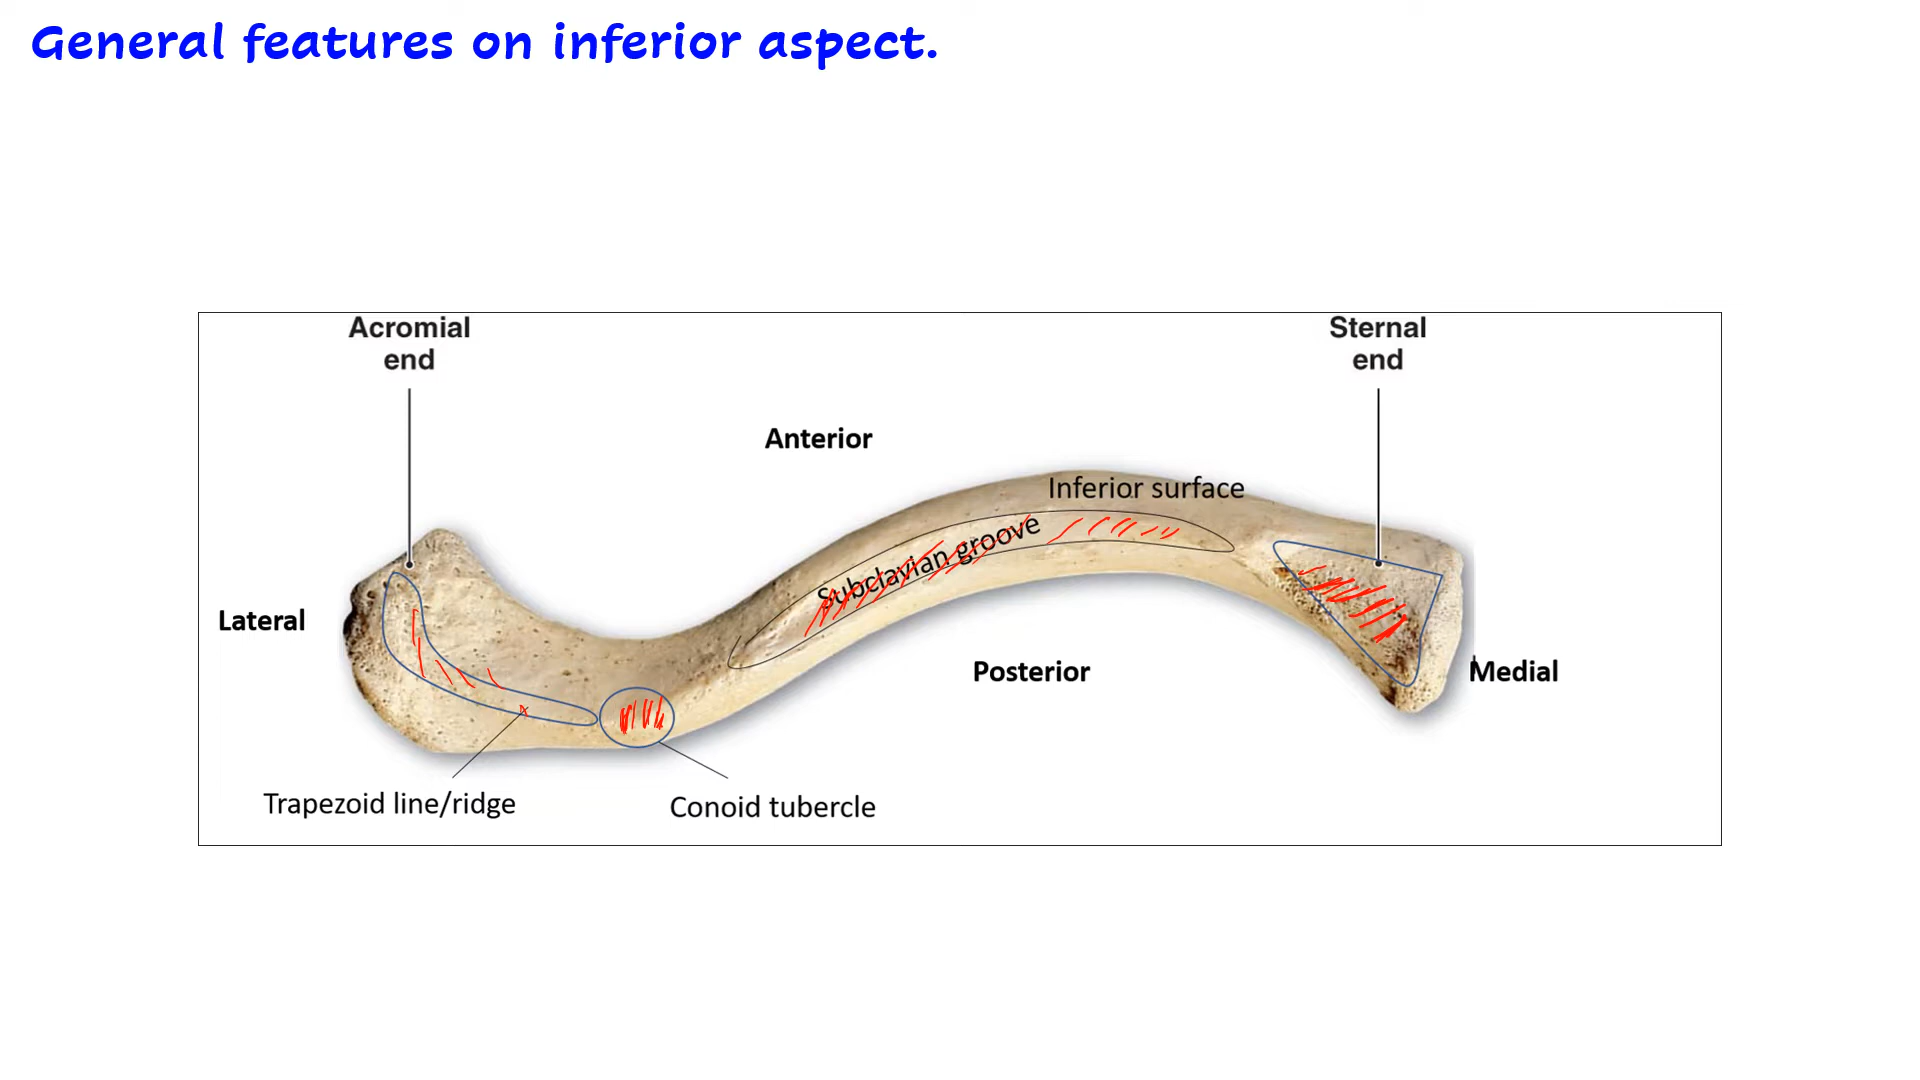 General features on inferior aspect.
Acromial
end
Sternal
end
Anterior
Inferior surface
Subclavian groove
Lateral
Posterior
Medial
Trapezoid line/ridge
Conoid tubercle